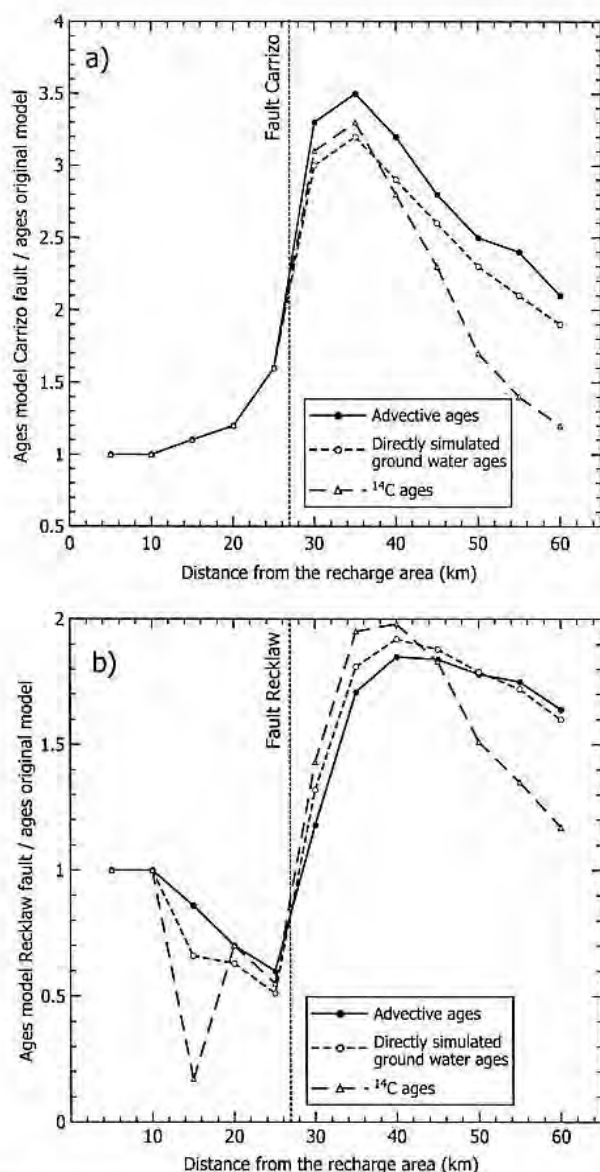 a)
Ages model Carrizo fault / ages original model
4
3.5
3
2.5
2
1.5
1
0.5
Fault Carrizo
Advective ages
Directly simulated
ground water ages
¹⁴C ages
0 10 20 30 40 50 60
Distance from the recharge area (km)
b)
Ages model Recklaw fault / ages original model
2
1.5
1
0.5
0
Fault Recklaw
Advective ages
Directly simulated
ground water ages
¹⁴C ages
0 10 20 30 40 50 60
Distance from the recharge area (km)